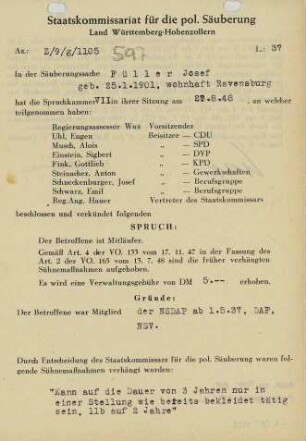 Staatskommissariat für die pol. Säuberung
Land Württemberg-Hohenzollern
Az.: Z/9/g/1105 L: 37
597
In der Säuberungssache Füller Josef
geb. 25.1.1901, wohnhaft Ravensburg
hat die Spruchkammer VII in ihrer Sitzung am 27.8.48 , an welcher
teilgenommen haben:
Regierungsassessor Wax Vorsitzender
Uhl, Eugen Beisitzer — CDU
Musch, Alois „ — SPD
Einstein, Sigbert „ — DVP
Fink, Gottlieb „ — KPD
Steinacher, Anton „ — Gewerkschaften
Schneckenburger, Josef „ — Berufsgruppe
Schwarz, Emil „ — Berufsgruppe
Reg.Ang. Hauer Vertreter des Staatskommissars
beschlossen und verkündet folgenden
SPRUCH:
Der Betroffene ist Mitläufer.
Gemäß Art. 4 der VO. 133 vom 17. 11. 47 in der Fassung des
Art. 2 der VO. 165 vom 13. 7. 48 sind die früher verhängten
Sühnemaßnahmen aufgehoben.
Es wird eine Verwaltungsgebühr von DM 5.-- erhoben.
Gründe:
Der Betroffene war Mitglied der NSDAP ab 1.5.37, DAF,
NSV.
Durch Entscheidung des Staatskommissars für die pol. Säuberung waren fol-
gende Sühnemaßnahmen verhängt worden:
"Kann auf die Dauer von 3 Jahren nur in
einer Stellung wie bereits bekleidet tätig
sein, 11b auf 2 Jahre"